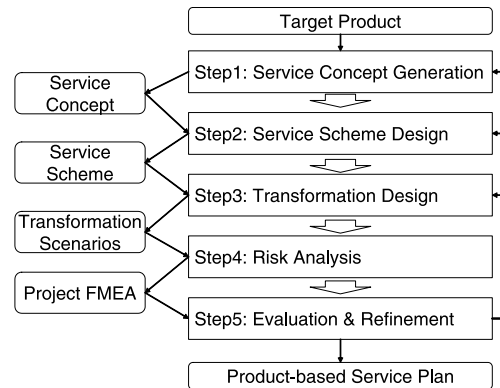 Target Product
Step1: Service Concept Generation
Service
Concept
Step2: Service Scheme Design
Service
Scheme
Step3: Transformation Design
Transformation
Scenarios
Step4: Risk Analysis
Project FMEA
Step5: Evaluation & Refinement
Product-based Service Plan